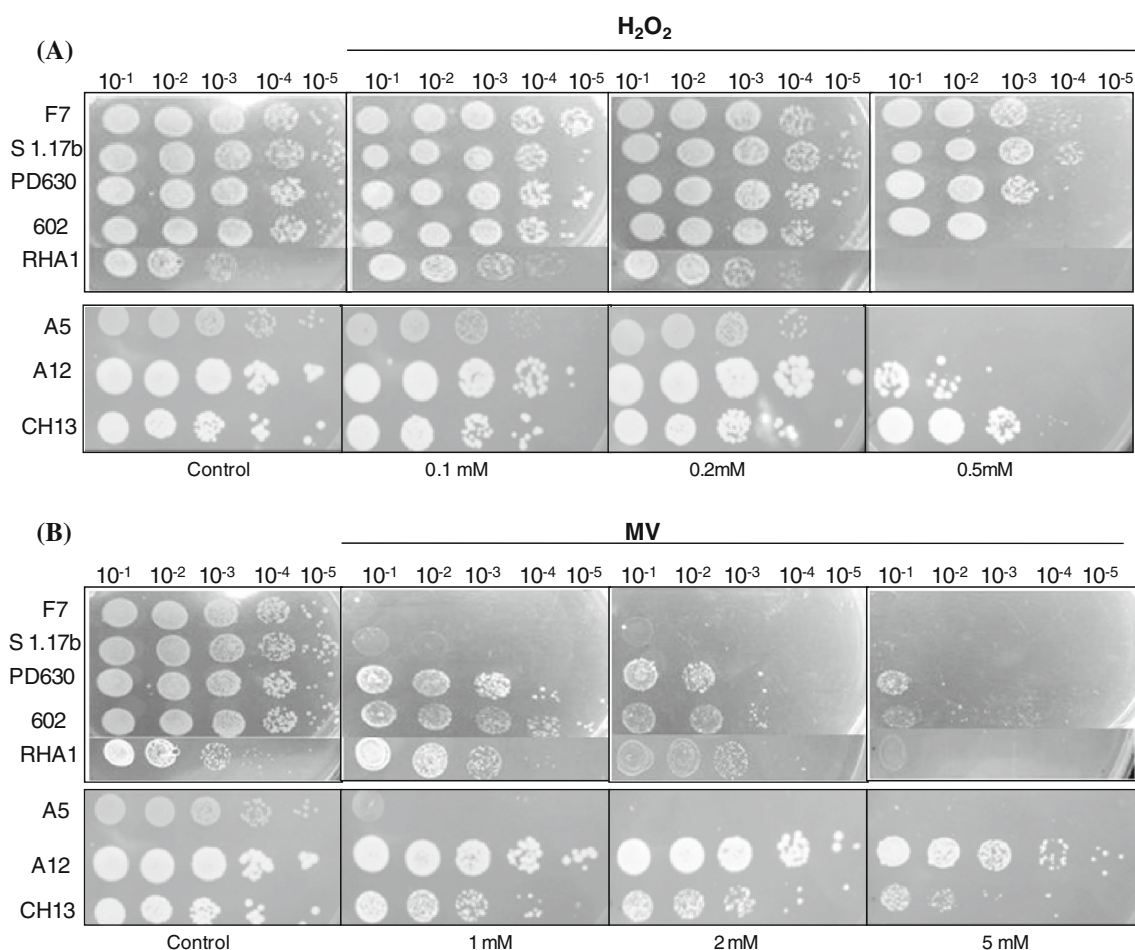 (A)
H₂O₂
10⁻¹ 10⁻² 10⁻³ 10⁻⁴ 10⁻⁵ 10⁻¹ 10⁻² 10⁻³ 10⁻⁴ 10⁻⁵ 10⁻¹ 10⁻² 10⁻³ 10⁻⁴ 10⁻⁵ 10⁻¹ 10⁻² 10⁻³ 10⁻⁴ 10⁻⁵
F7
S 1.17b
PD630
602
RHA1
A5
A12
CH13
Control 0.1 mM 0.2mM 0.5mM
(B)
MV
10⁻¹ 10⁻² 10⁻³ 10⁻⁴ 10⁻⁵ 10⁻¹ 10⁻² 10⁻³ 10⁻⁴ 10⁻⁵ 10⁻¹ 10⁻² 10⁻³ 10⁻⁴ 10⁻⁵ 10⁻¹ 10⁻² 10⁻³ 10⁻⁴ 10⁻⁵
F7
S 1.17b
PD630
602
RHA1
A5
A12
CH13
Control 1 mM 2 mM 5 mM